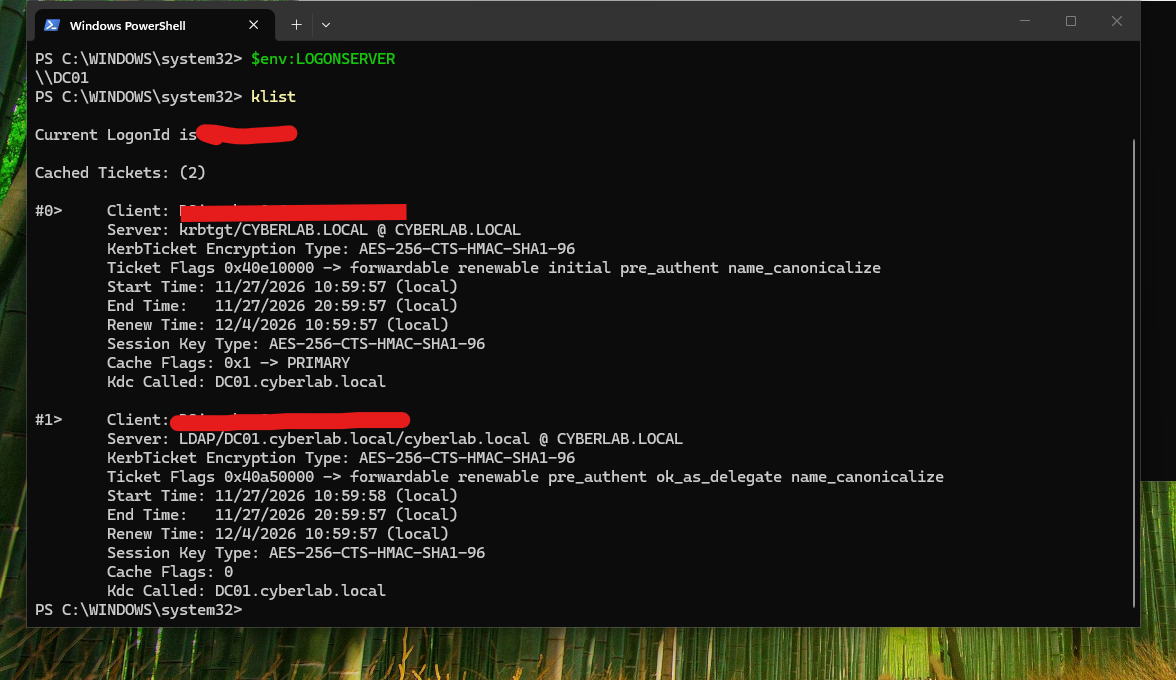 Windows PowerShell
PS C:\WINDOWS\system32> $env:LOGONSERVER
\\DC01
PS C:\WINDOWS\system32> klist
Current LogonId is
Cached Tickets: (2)
#0> Client:
Server: krbtgt/CYBERLAB.LOCAL @ CYBERLAB.LOCAL
KerbTicket Encryption Type: AES-256-CTS-HMAC-SHA1-96
Ticket Flags 0x40e10000 -> forwardable renewable initial pre_authent name_canonicalize
Start Time: 11/27/2026 10:59:57 (local)
End Time: 11/27/2026 20:59:57 (local)
Renew Time: 12/4/2026 10:59:57 (local)
Session Key Type: AES-256-CTS-HMAC-SHA1-96
Cache Flags: 0x1 -> PRIMARY
Kdc Called: DC01.cyberlab.local
#1> Client:
Server: LDAP/DC01.cyberlab.local/cyberlab.local @ CYBERLAB.LOCAL
KerbTicket Encryption Type: AES-256-CTS-HMAC-SHA1-96
Ticket Flags 0x40a50000 -> forwardable renewable pre_authent ok_as_delegate name_canonicalize
Start Time: 11/27/2026 10:59:58 (local)
End Time: 11/27/2026 20:59:57 (local)
Renew Time: 12/4/2026 10:59:57 (local)
Session Key Type: AES-256-CTS-HMAC-SHA1-96
Cache Flags: 0
Kdc Called: DC01.cyberlab.local
PS C:\WINDOWS\system32>